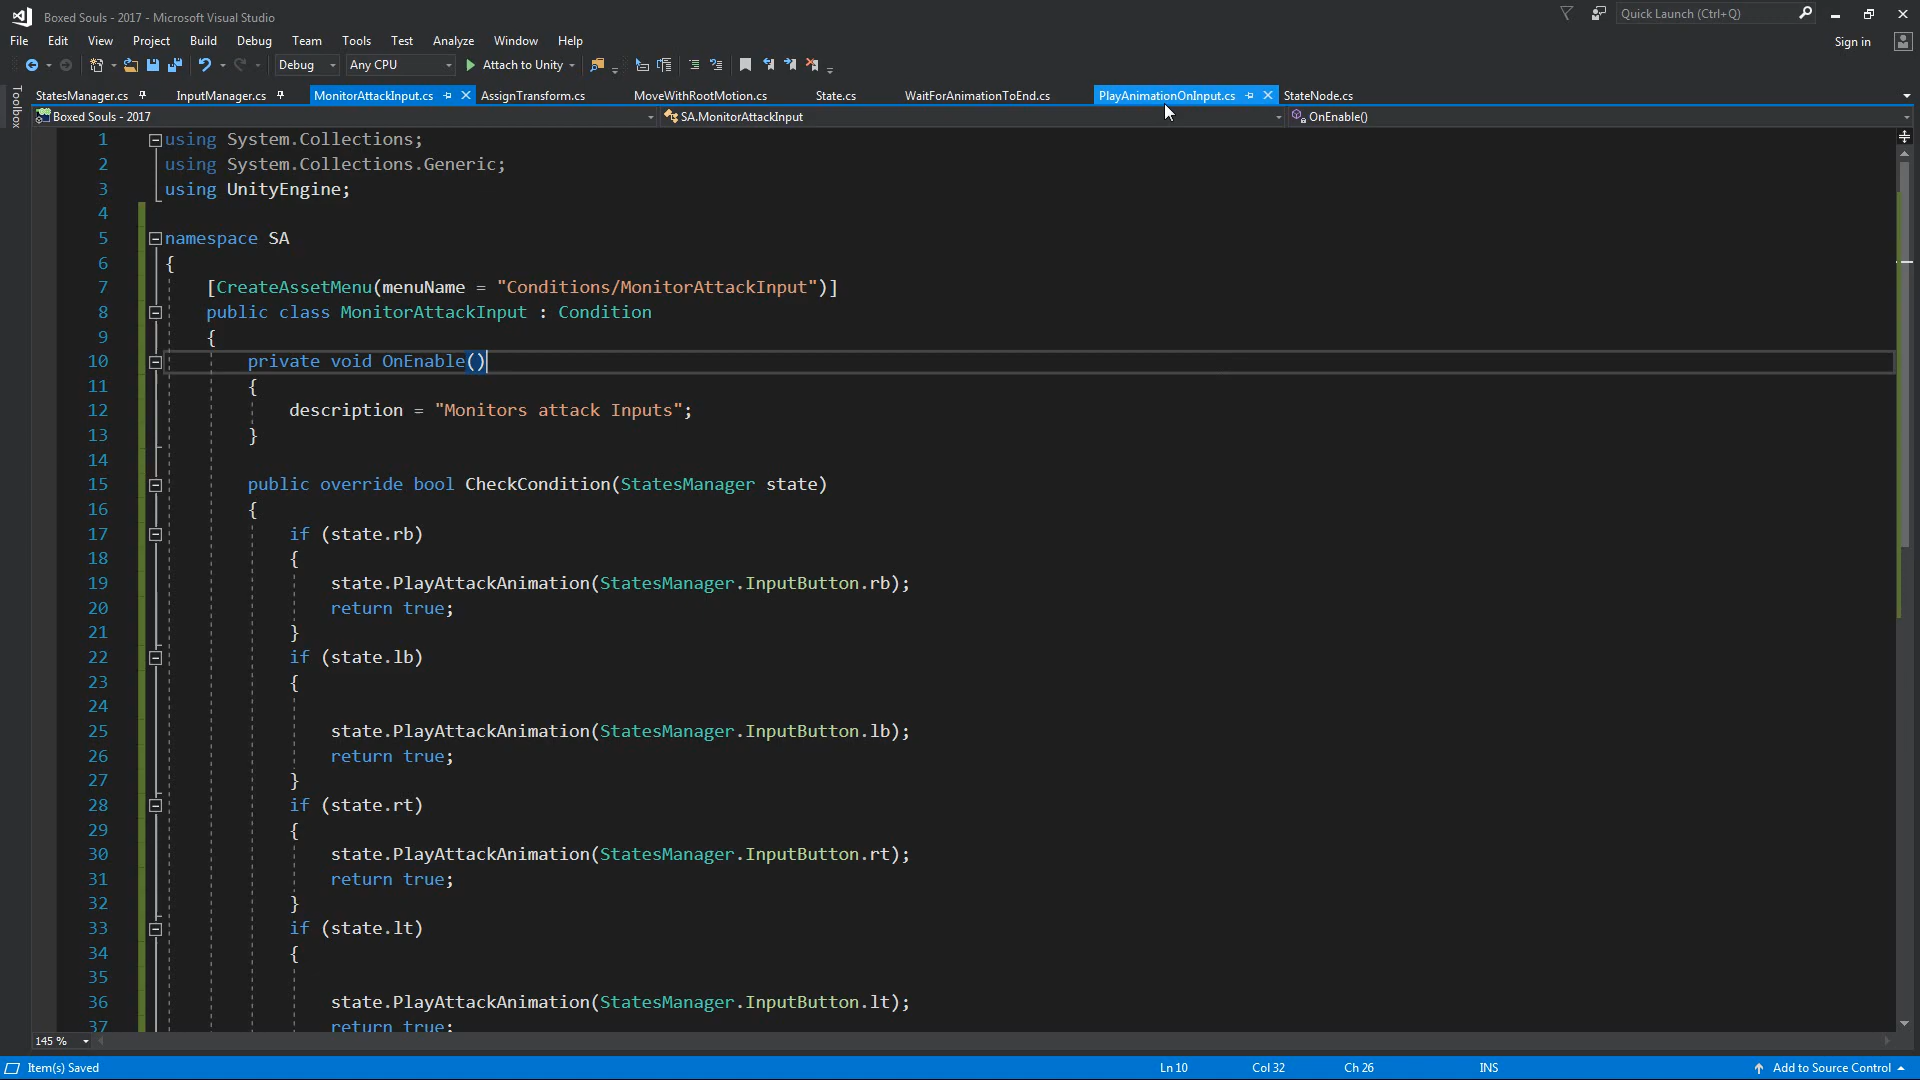 Boxed Souls - 2017 - Microsoft Visual Studio
Quick Launch (Ctrl+Q)
File Edit View Project Build Debug Team Tools Test Analyze Window Help
Sign in
Debug Any CPU Attach to Unity
Toolbox
StatesManager.cs InputManager.cs MonitorAttackInput.cs AssignTransform.cs MoveWithRootMotion.cs State.cs WaitForAnimationToEnd.cs PlayAnimationOnInput.cs StateNode.cs
Boxed Souls - 2017 SA.MonitorAttackInput OnEnable()
1 using System.Collections;
2 using System.Collections.Generic;
3 using UnityEngine;
4
5 namespace SA
6 {
7 [CreateAssetMenu(menuName = "Conditions/MonitorAttackInput")]
8 public class MonitorAttackInput : Condition
9 {
10 private void OnEnable()
11 {
12 description = "Monitors attack Inputs";
13 }
14
15 public override bool CheckCondition(StatesManager state)
16 {
17 if (state.rb)
18 {
19 state.PlayAttackAnimation(StatesManager.InputButton.rb);
20 return true;
21 }
22 if (state.lb)
23 {
24
25 state.PlayAttackAnimation(StatesManager.InputButton.lb);
26 return true;
27 }
28 if (state.rt)
29 {
30 state.PlayAttackAnimation(StatesManager.InputButton.rt);
31 return true;
32 }
33 if (state.lt)
34 {
35
36 state.PlayAttackAnimation(StatesManager.InputButton.lt);
37 return true;
145 %
Item(s) Saved Ln 10 Col 32 Ch 26 INS Add to Source Control